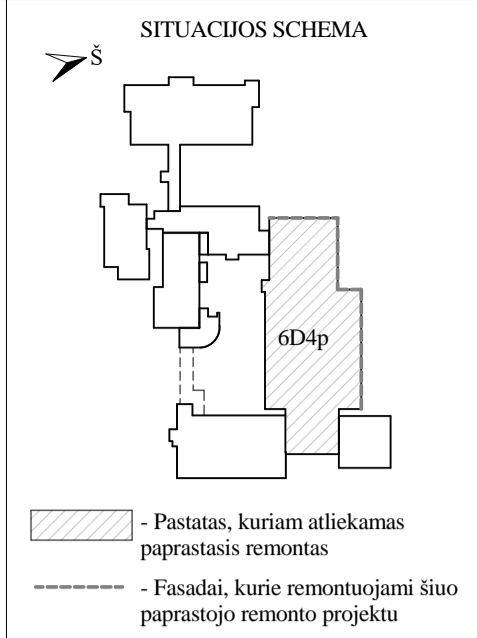 SITUACIJOS SCHEMA
Š
6D4p
- Pastatas, kuriam atliekamas
paprastasis remontas
- Fasadai, kurie remontuojami šiuo
paprastojo remonto projektu